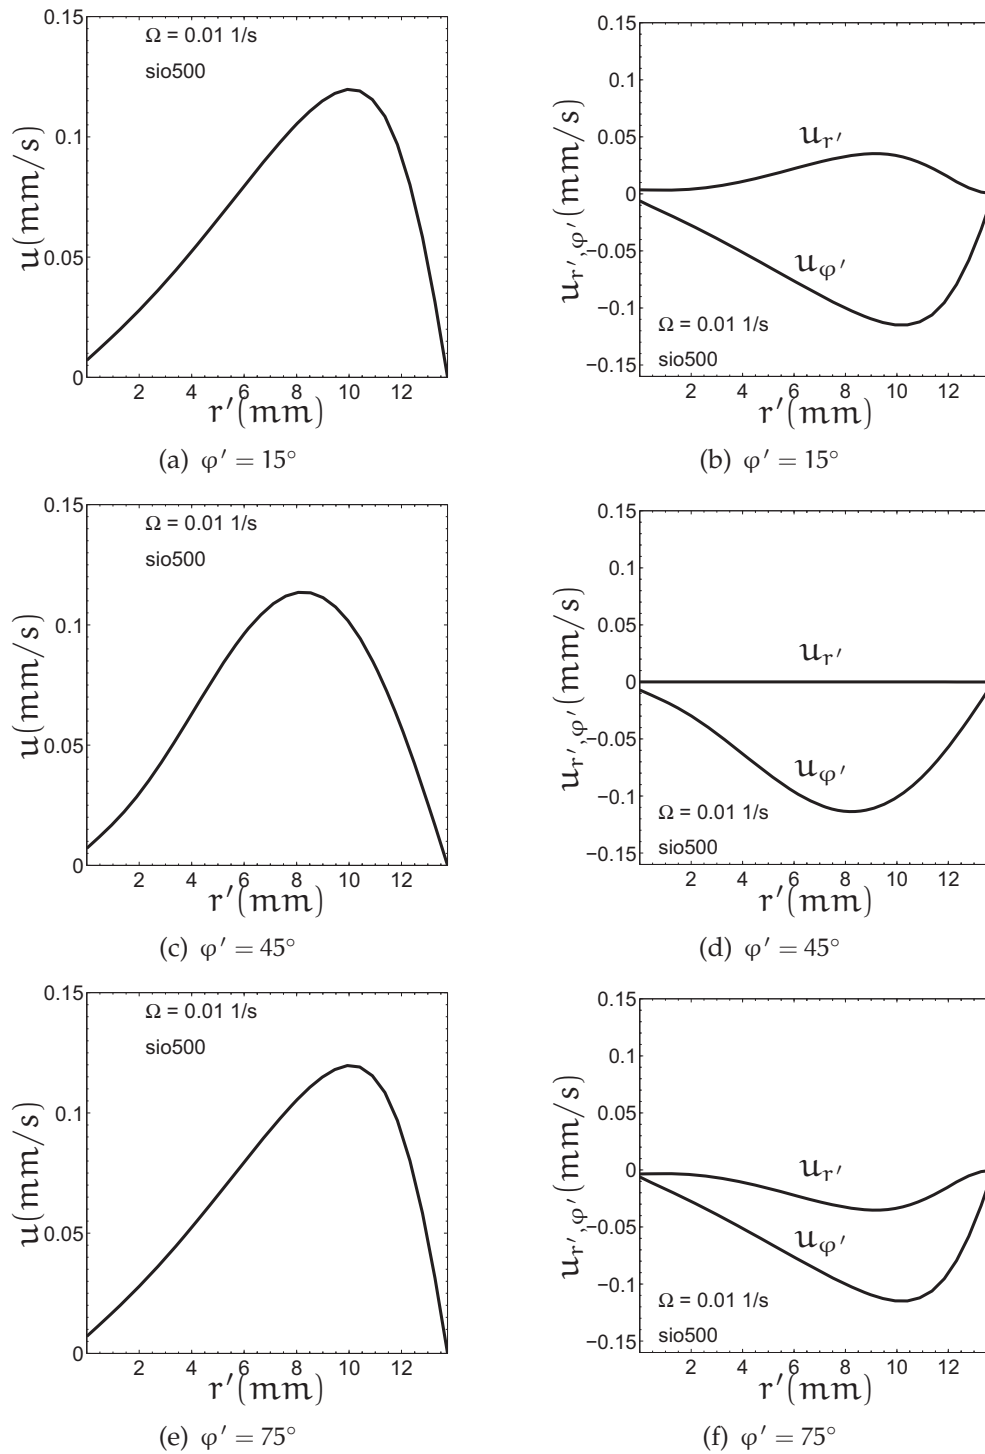 0.15
Ω = 0.01 1/s
sio500
0.1
0.05
0
u(mm/s)
2 4 6 8 10 12
r′(mm)
(a) φ′ = 15°
0.15
0.1
0.05
0
−0.05
−0.1
−0.15
u_r′,φ′(mm/s)
u_r′
u_φ′
Ω = 0.01 1/s
sio500
2 4 6 8 10 12
r′(mm)
(b) φ′ = 15°
0.15
Ω = 0.01 1/s
sio500
0.1
0.05
0
u(mm/s)
2 4 6 8 10 12
r′(mm)
(c) φ′ = 45°
0.15
0.1
0.05
0
−0.05
−0.1
−0.15
u_r′,φ′(mm/s)
u_r′
u_φ′
Ω = 0.01 1/s
sio500
2 4 6 8 10 12
r′(mm)
(d) φ′ = 45°
0.15
Ω = 0.01 1/s
sio500
0.1
0.05
0
u(mm/s)
2 4 6 8 10 12
r′(mm)
(e) φ′ = 75°
0.15
0.1
0.05
0
−0.05
−0.1
−0.15
u_r′,φ′(mm/s)
u_r′
u_φ′
Ω = 0.01 1/s
sio500
2 4 6 8 10 12
r′(mm)
(f) φ′ = 75°